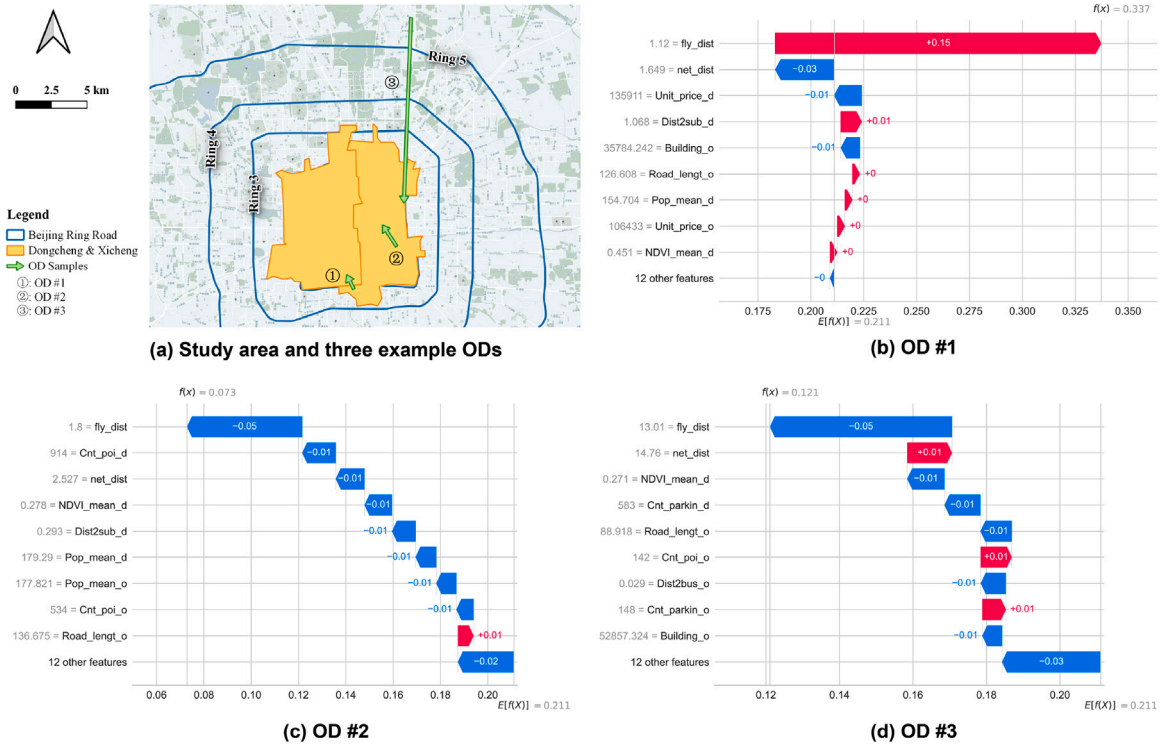 0 2.5 5 km
Legend
Beijing Ring Road
Dongcheng & Xicheng
OD Samples
①: OD #1
②: OD #2
③: OD #3
Ring 5
Ring 4
Ring 3
③
②
①
(a) Study area and three example ODs
f(x) = 0.337
1.12 = fly_dist +0.15
1.649 = net_dist −0.03
135911 = Unit_price_d −0.01
1.068 = Dist2sub_d +0.01
35784.242 = Building_o −0.01
126.608 = Road_lengt_o +0
154.704 = Pop_mean_d +0
106433 = Unit_price_o +0
0.451 = NDVI_mean_d +0
12 other features −0
0.175 0.200 0.225 0.250 0.275 0.300 0.325 0.350
E[f(X)] = 0.211
(b) OD #1
f(x) = 0.073
1.8 = fly_dist −0.05
914 = Cnt_poi_d −0.01
2.527 = net_dist −0.01
0.278 = NDVI_mean_d −0.01
0.293 = Dist2sub_d −0.01
179.29 = Pop_mean_d −0.01
177.821 = Pop_mean_o −0.01
534 = Cnt_poi_o −0.01
136.675 = Road_lengt_o +0.01
12 other features −0.02
0.06 0.08 0.10 0.12 0.14 0.16 0.18 0.20
E[f(X)] = 0.211
(c) OD #2
f(x) = 0.121
13.01 = fly_dist −0.05
14.76 = net_dist +0.01
0.271 = NDVI_mean_d −0.01
583 = Cnt_parkin_d −0.01
88.918 = Road_lengt_o −0.01
142 = Cnt_poi_o +0.01
0.029 = Dist2bus_o −0.01
148 = Cnt_parkin_o +0.01
52857.324 = Building_o −0.01
12 other features −0.03
0.12 0.14 0.16 0.18 0.20
E[f(X)] = 0.211
(d) OD #3